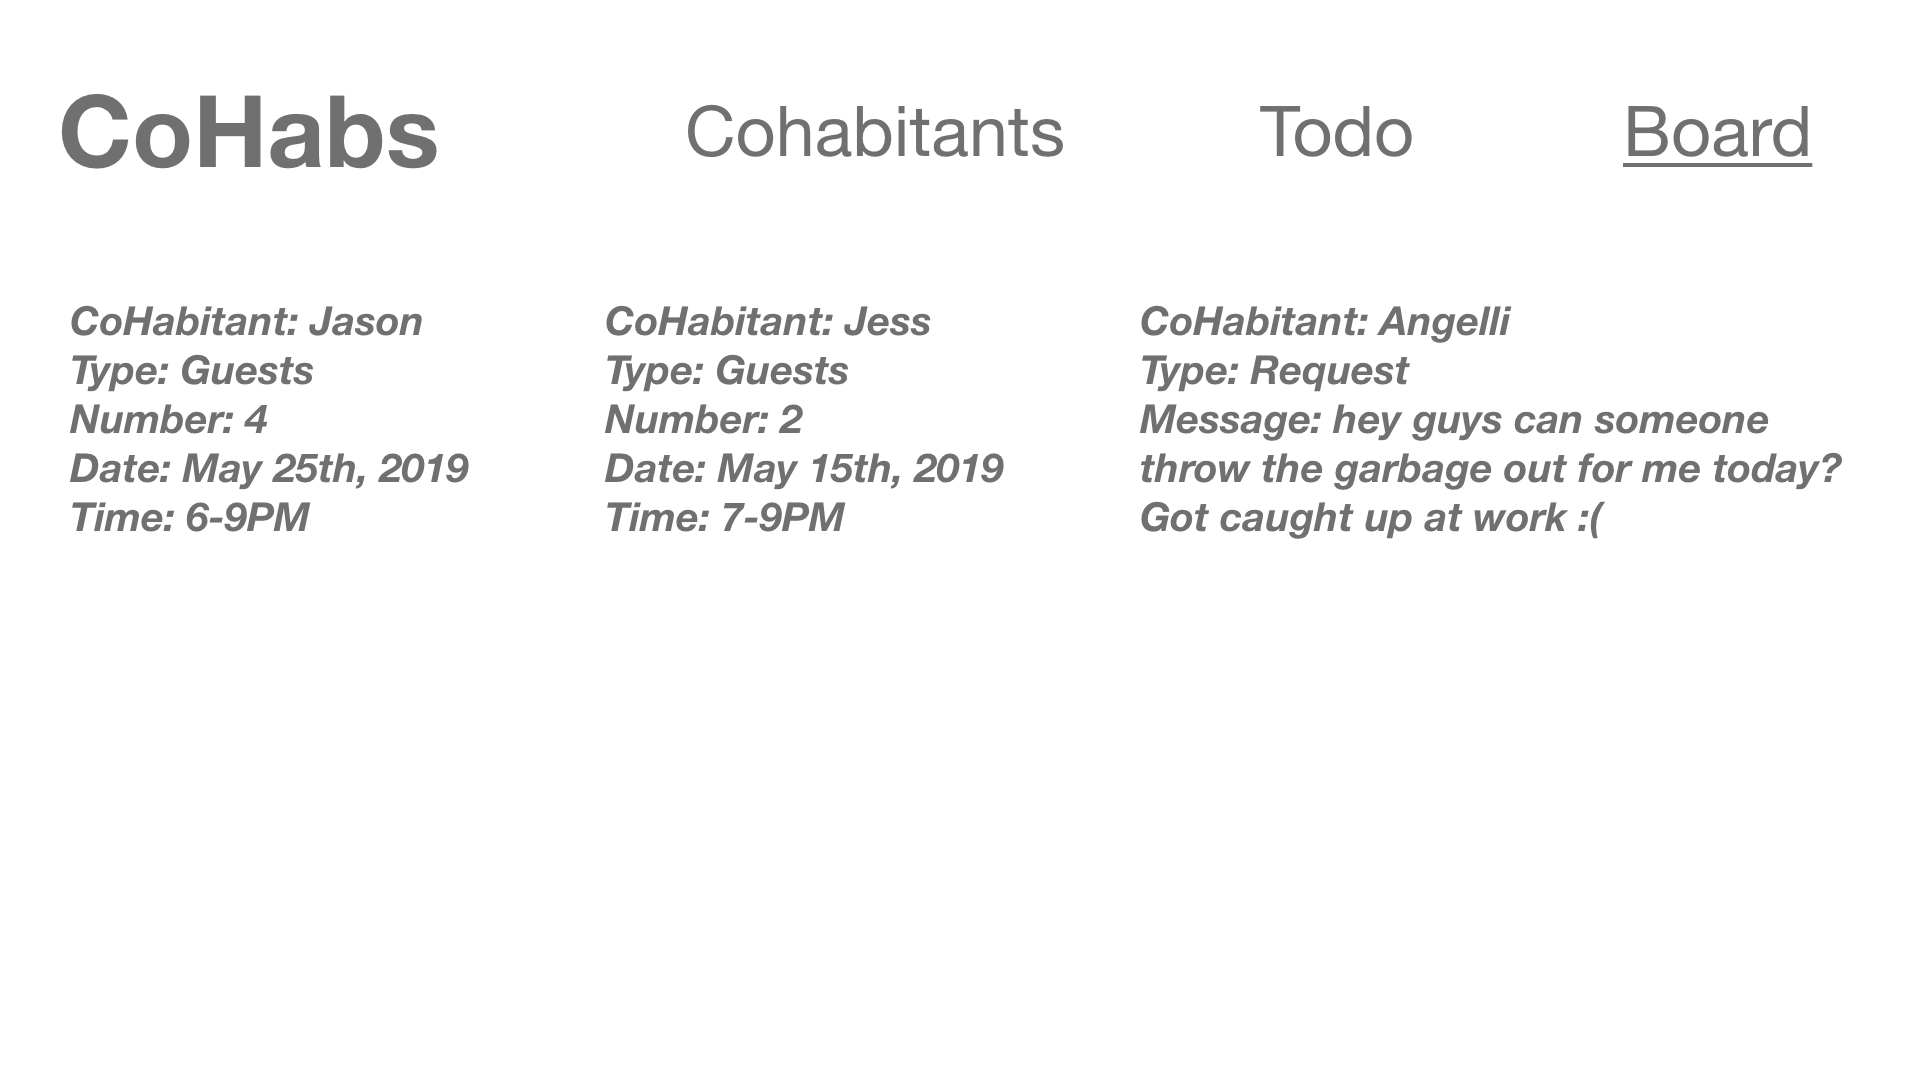 CoHabs
Cohabitants
Todo
Board
CoHabitant: Jason
Type: Guests
Number: 4
Date: May 25th, 2019
Time: 6-9PM
CoHabitant: Jess
Type: Guests
Number: 2
Date: May 15th, 2019
Time: 7-9PM
CoHabitant: Angelli
Type: Request
Message: hey guys can someone
throw the garbage out for me today?
Got caught up at work :(